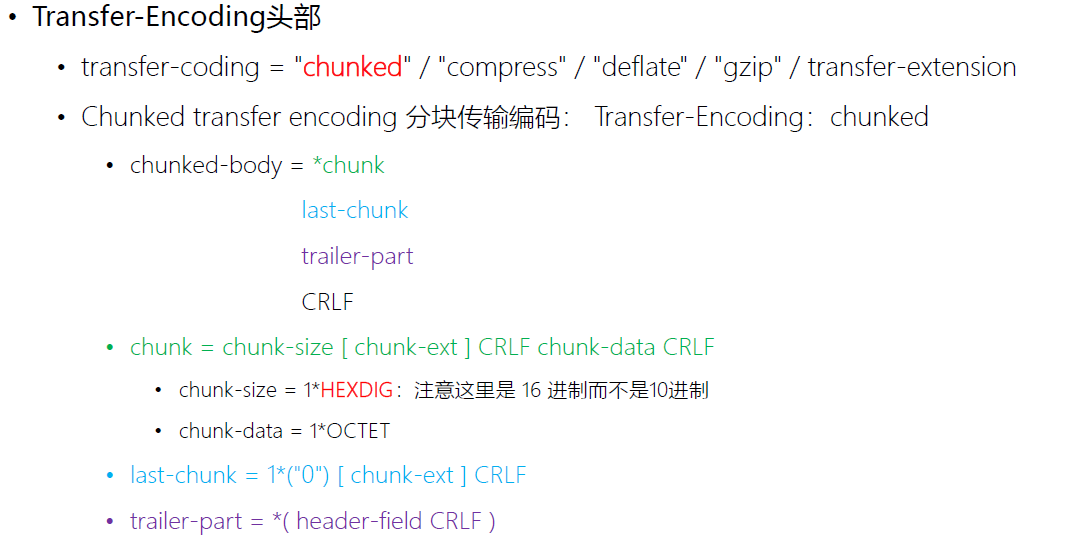 Transfer-Encoding头部
transfer-coding = "chunked" / "compress" / "deflate" / "gzip" / transfer-extension
Chunked transfer encoding 分块传输编码： Transfer-Encoding：chunked
chunked-body = *chunk
last-chunk
trailer-part
CRLF
chunk = chunk-size [ chunk-ext ] CRLF chunk-data CRLF
chunk-size = 1*HEXDIG：注意这里是 16 进制而不是10进制
chunk-data = 1*OCTET
last-chunk = 1*("0") [ chunk-ext ] CRLF
trailer-part = *( header-field CRLF )